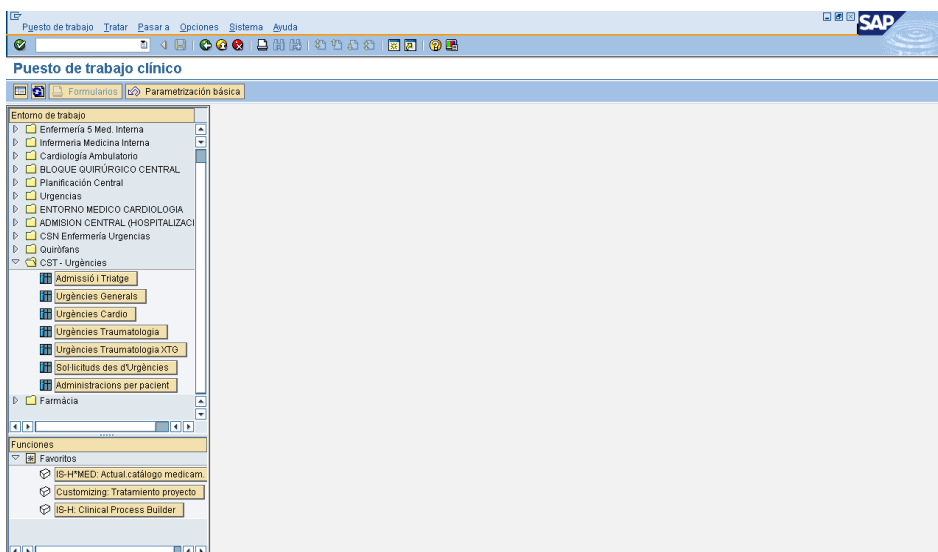 Puesto de trabajo Tratar Pasar a Opciones Sistema Ayuda
SAP
Puesto de trabajo clínico
Formularios Parametrización básica
Entorno de trabajo
Enfermería 5 Med. Interna
Infermeria Medicina Interna
Cardiología Ambulatorio
BLOQUE QUIRÚRGICO CENTRAL
Planificación Central
Urgencias
ENTORNO MEDICO CARDIOLOGIA
ADMISION CENTRAL (HOSPITALIZACI
CSN Enfermería Urgencias
Quiròfans
CST - Urgències
Admissió i Triatge
Urgències Generals
Urgències Cardio
Urgències Traumatologia
Urgències Traumatologia XTG
Sol·licituds des d'Urgències
Administracions per pacient
Farmàcia
Funciones
Favoritos
IS-H*MED: Actual.catálogo medicam.
Customizing: Tratamiento proyecto
IS-H: Clinical Process Builder